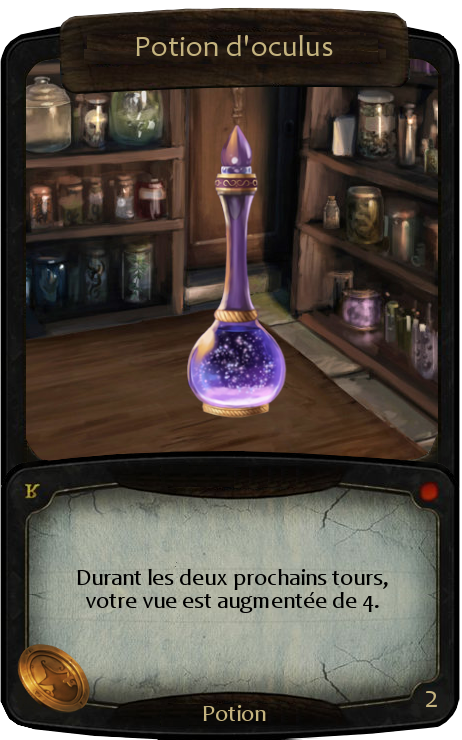 Potion d'oculus
Durant les deux prochains tours,
votre vue est augmentée de 4.
Potion
2